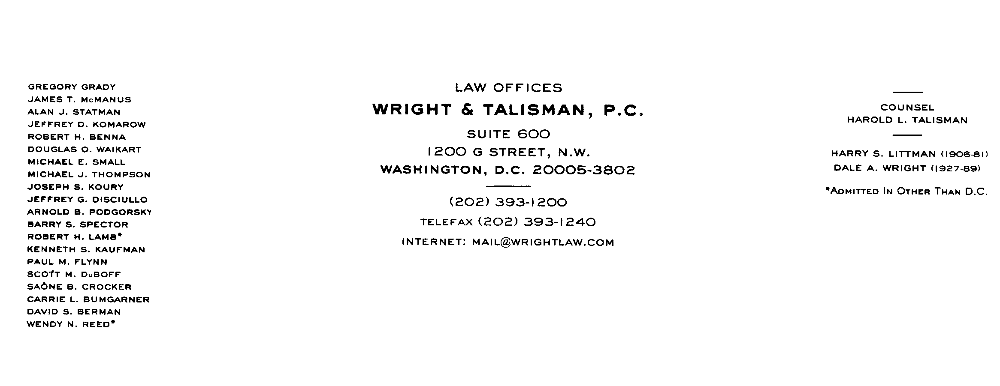 GREGORY GRADY
JAMES T. McMANUS
ALAN J. STATMAN
JEFFREY D. KOMAROW
ROBERT H. BENNA
DOUGLAS O. WAIKART
MICHAEL E. SMALL
MICHAEL J. THOMPSON
JOSEPH S. KOURY
JEFFREY G. DISCIULLO
ARNOLD B. PODGORSKY
BARRY S. SPECTOR
ROBERT H. LAMB*
KENNETH S. KAUFMAN
PAUL M. FLYNN
SCOTT M. DuBOFF
SAÔNE B. CROCKER
CARRIE L. BUMGARNER
DAVID S. BERMAN
WENDY N. REED*
LAW OFFICES
WRIGHT & TALISMAN, P.C.
SUITE 600
1200 G STREET, N.W.
WASHINGTON, D.C. 20005-3802
(202) 393-1200
TELEFAX (202) 393-1240
INTERNET: MAIL@WRIGHTLAW.COM
COUNSEL
HAROLD L. TALISMAN
HARRY S. LITTMAN (1906-81)
DALE A. WRIGHT (1927-89)
*ADMITTED IN OTHER THAN D.C.